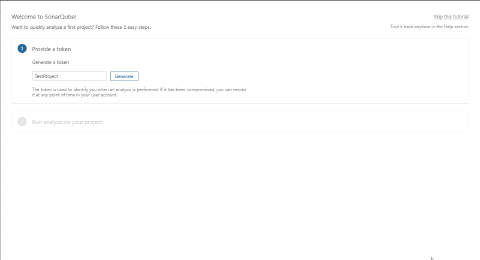 Welcome to SonarQube!
Skip this tutorial
Want to quickly analyze a first project? Follow these 2 easy steps.
Find it back anytime in the Help section
1 Provide a token
Generate a token
TestProject Generate
The token is used to identify you when an analysis is performed. If it has been compromised, you can revoke
it at any point of time in your user account.
2 Run analysis on your project